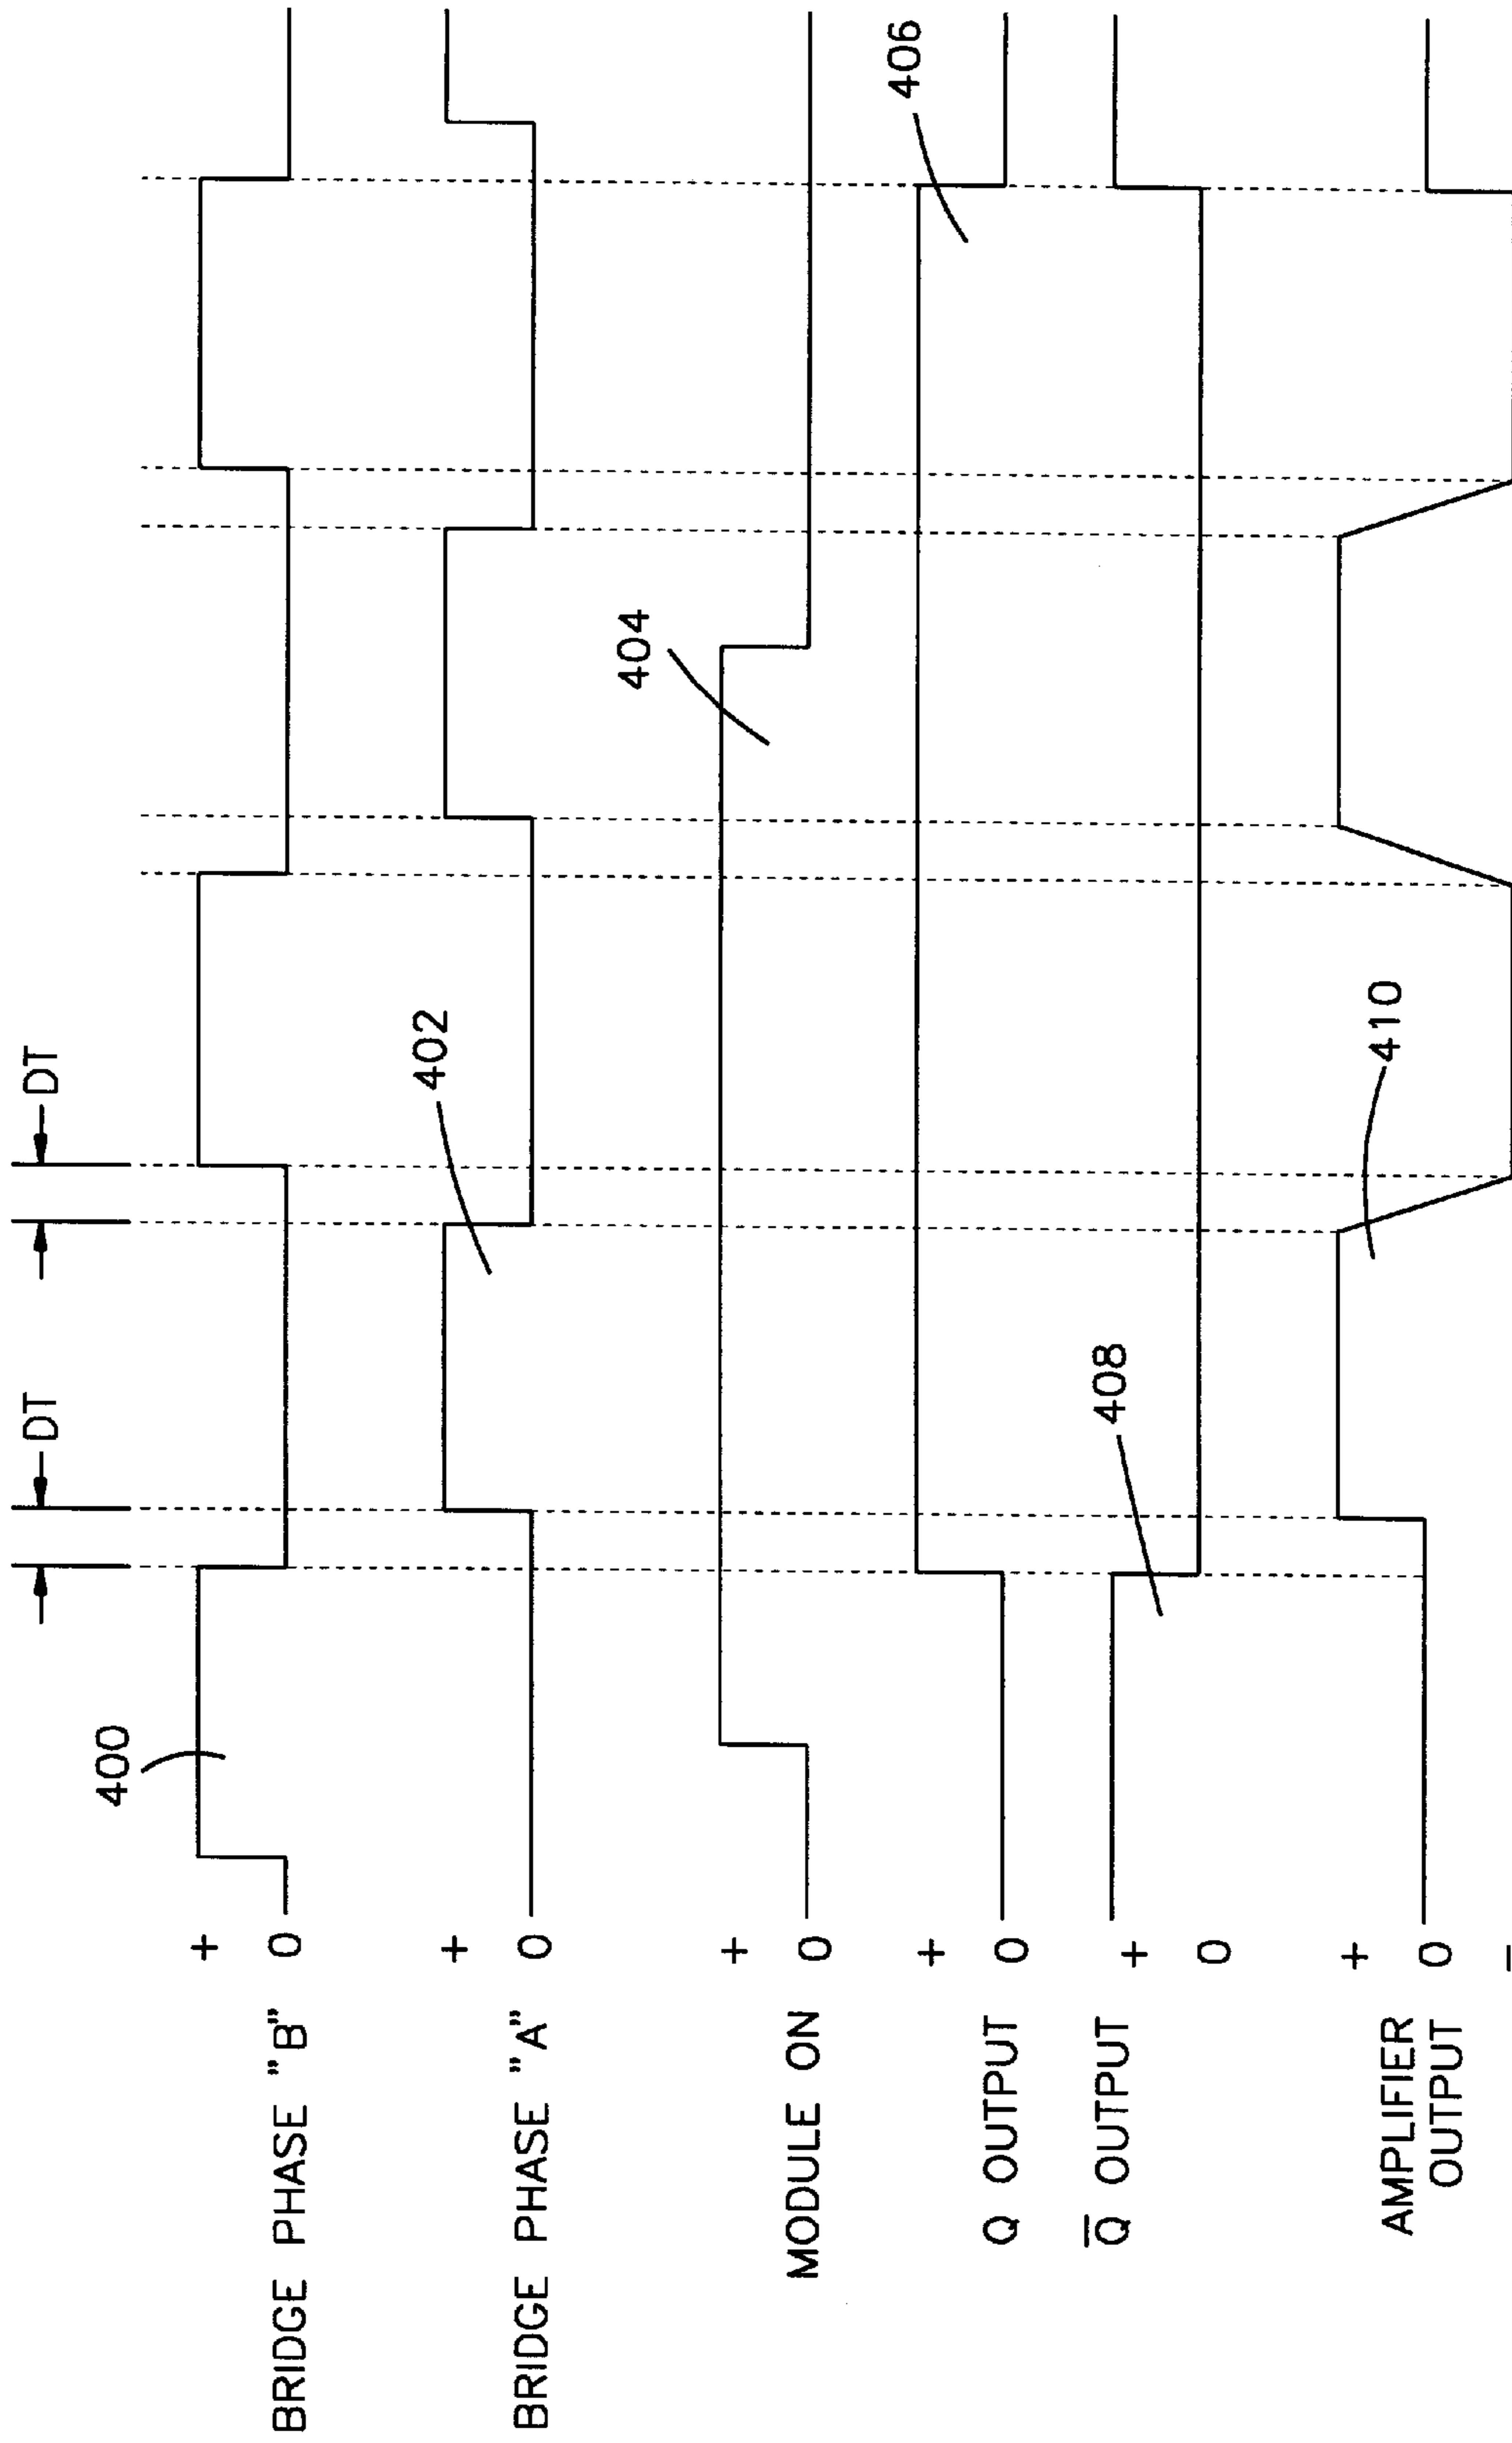 DT DT
400
+
BRIDGE PHASE "B" 0
402
+
BRIDGE PHASE "A" 0
404
+
MODULE ON 0
406
+
Q OUTPUT 0
408
Q̅ OUTPUT +
0
+
410
AMPLIFIER
OUTPUT 0
-